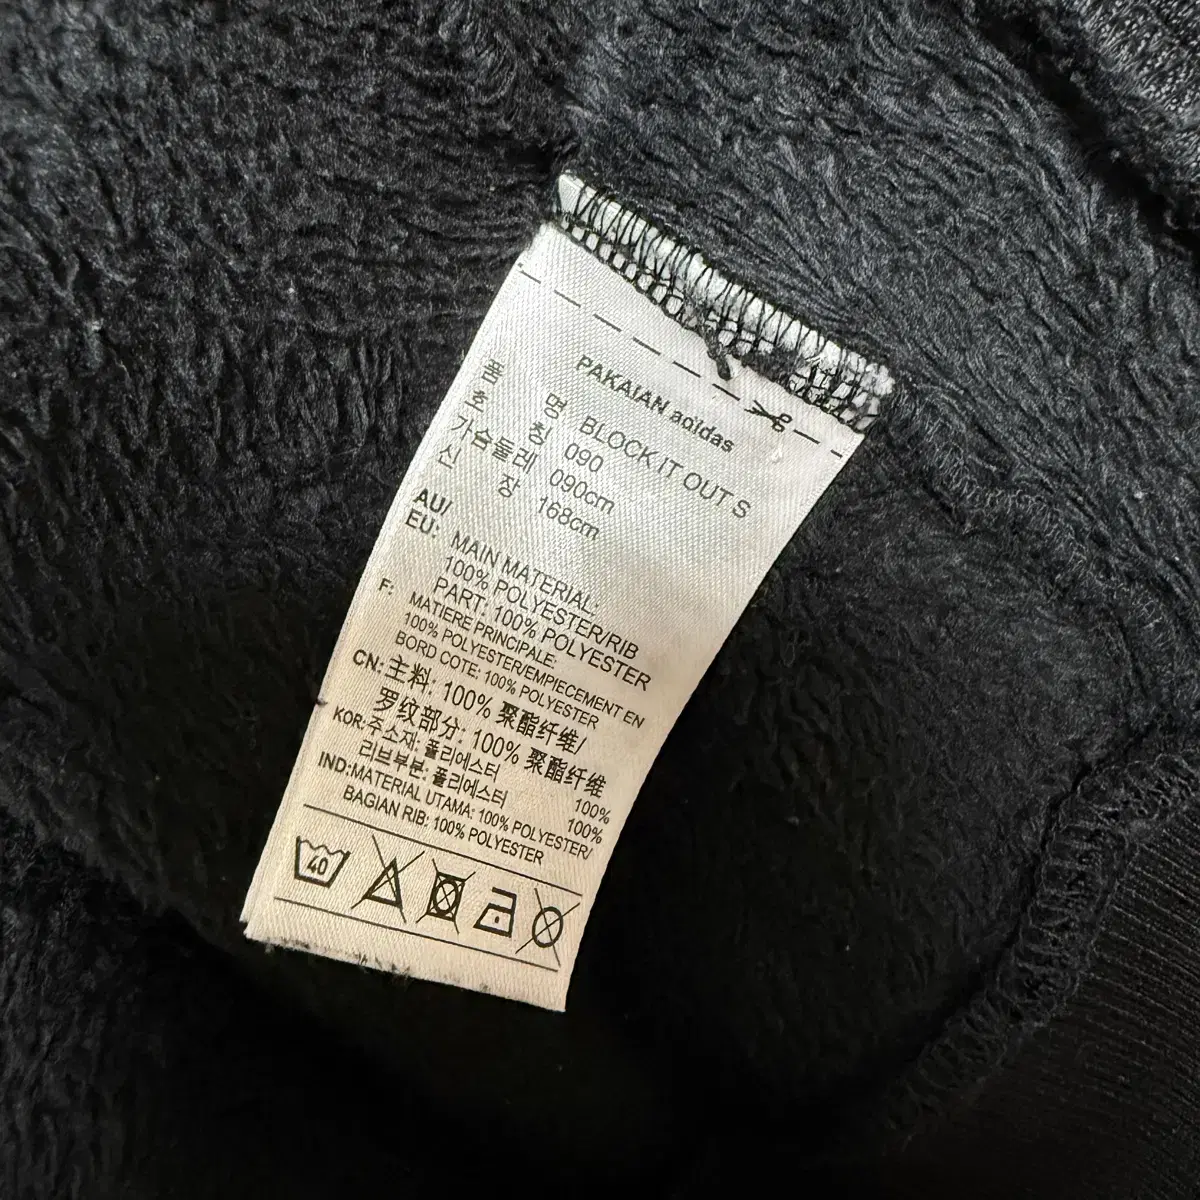 PAKAIAN adidas
품 명 BLOCK IT OUT S
호 칭 090
가슴둘레 090cm
신 장 168cm
AU/
EU: MAIN MATERIAL:
100% POLYESTER/RIB
PART: 100% POLYESTER
F: MATIERE PRINCIPALE:
100% POLYESTER/EMPIECEMENT EN
BORD COTE: 100% POLYESTER
CN: 主料: 100% 聚酯纤维/
罗纹部分: 100% 聚酯纤维
KOR: 주소재: 폴리에스터 100%
리브부분: 폴리에스터 100%
IND:MATERIAL UTAMA: 100% POLYESTER/
BAGIAN RIB: 100% POLYESTER
40